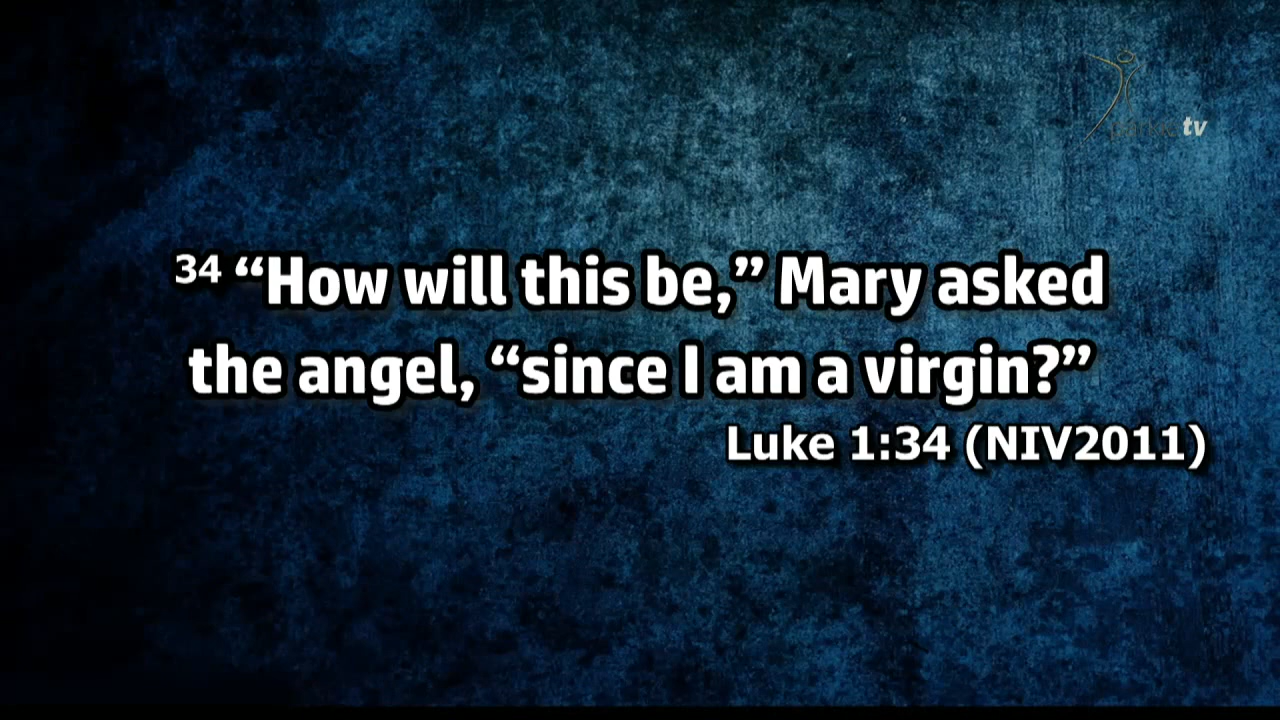 34 “How will this be,” Mary asked
the angel, “since I am a virgin?”
Luke 1:34 (NIV2011)
tv